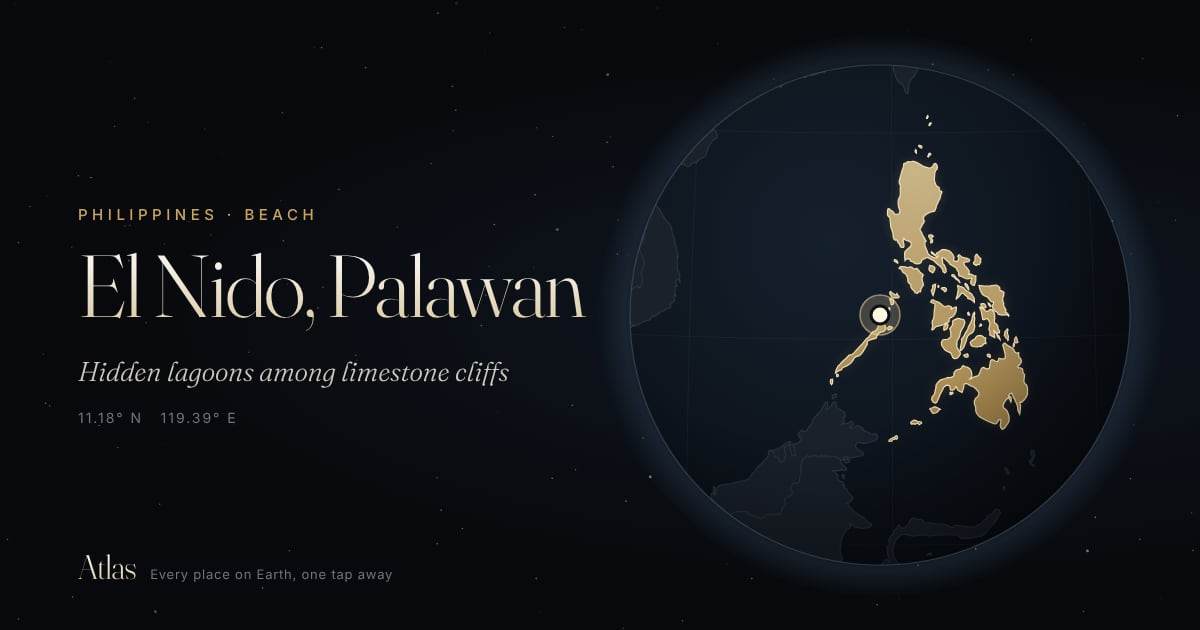 PHILIPPINES · BEACH
El Nido, Palawan
Hidden lagoons among limestone cliffs
11.18° N 119.39° E
Atlas Every place on Earth, one tap away